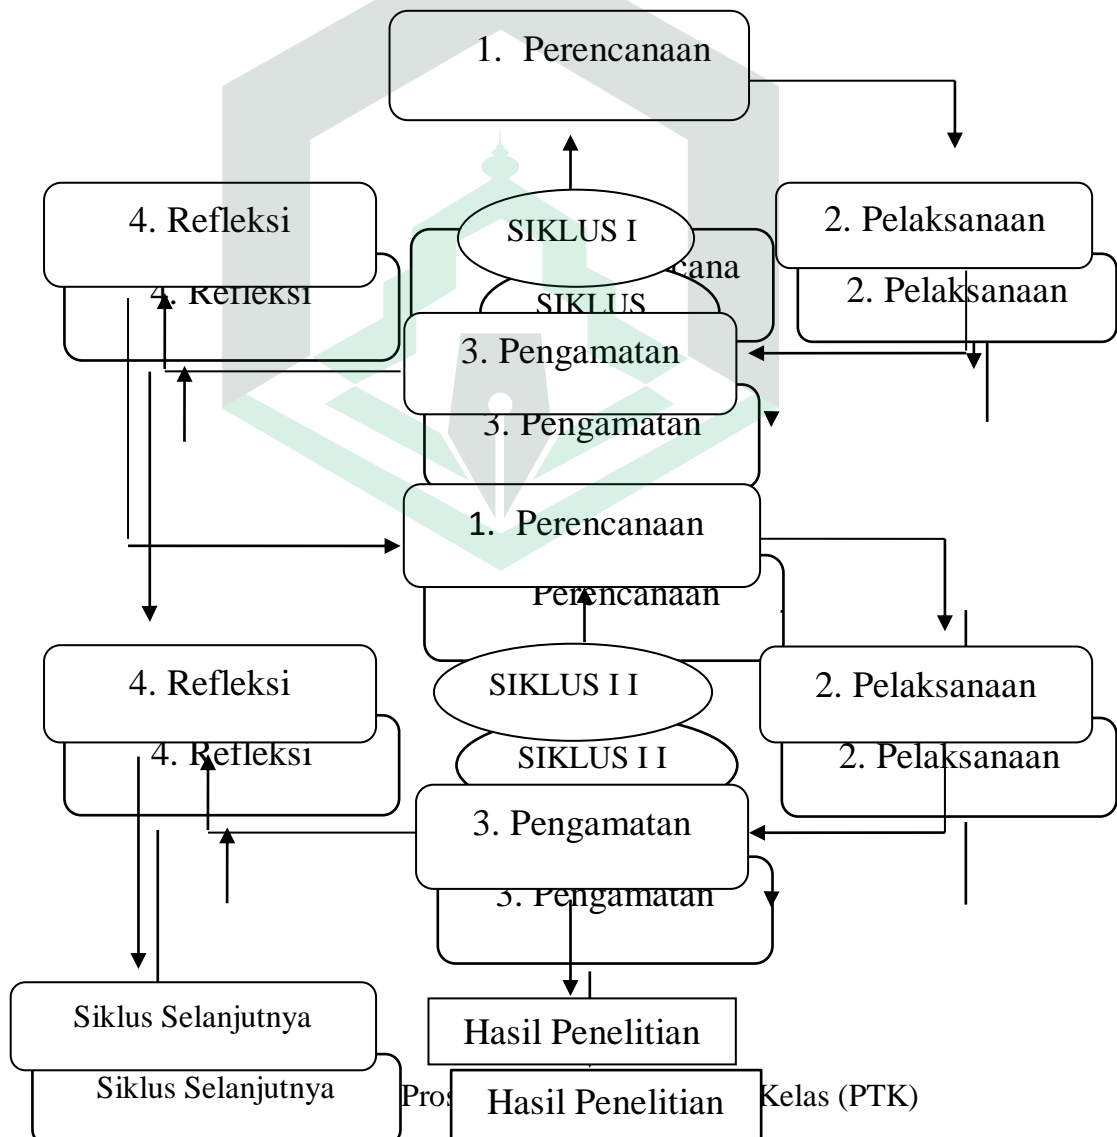 1. Perencanaan
4. Refleksi
SIKLUS I
2. Pelaksanaan
cana
4. Refleksi
SIKLUS
2. Pelaksanaan
3. Pengamatan
3. Pengamatan
1. Perencanaan
Perencanaan
4. Refleksi
SIKLUS I I
2. Pelaksanaan
4. Refleksi
SIKLUS I I
2. Pelaksanaan
3. Pengamatan
3. Pengamatan
Siklus Selanjutnya
Hasil Penelitian
Siklus Selanjutnya
Hasil Penelitian
Kelas (PTK)